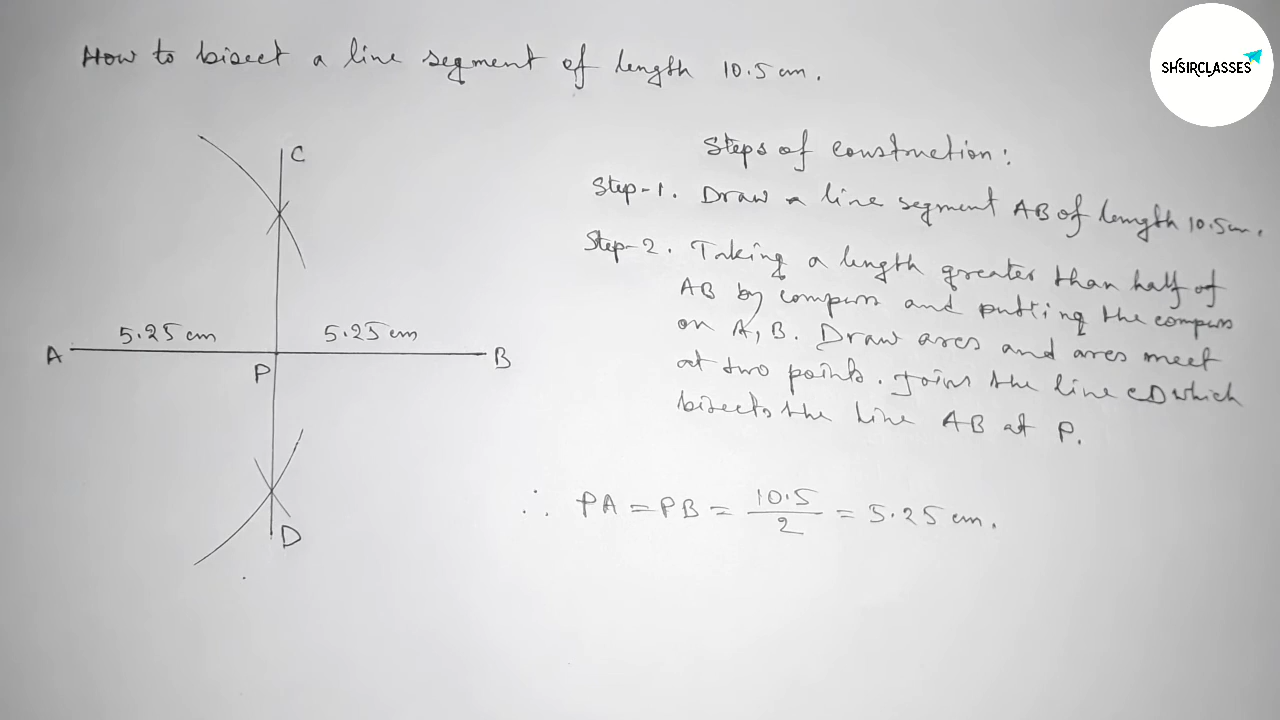 How to bisect a line segment of length 10.5 cm.
SHSIRCLASSES
C
5.25 cm
5.25 cm
A
P
B
D
Steps of construction:
Step-1. Draw a line segment AB of length 10.5cm.
Step-2. Taking a length greater than half of
AB by compass and putting the compass
on A, B. Draw arcs and arcs meet
at two points. Joins the line CD which
bisects the line AB at P.
∴ PA = PB = 10.5/2 = 5.25 cm.